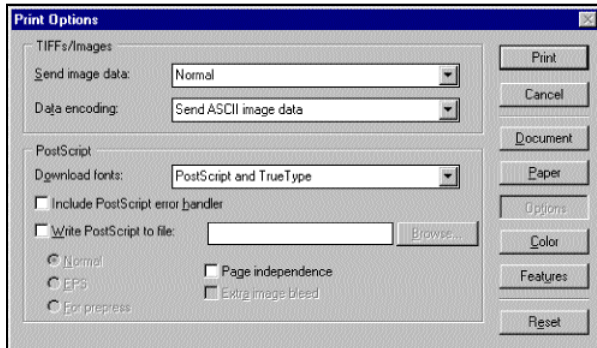 Print Options
TIFFs/Images
Send image data: Normal
Data encoding: Send ASCII image data
PostScript
Download fonts: PostScript and TrueType
Include PostScript error handler
Write PostScript to file: Browse...
Normal
EPS
For prepress
Page independence
Extra image bleed
Print
Cancel
Document
Paper
Options
Color
Features
Reset